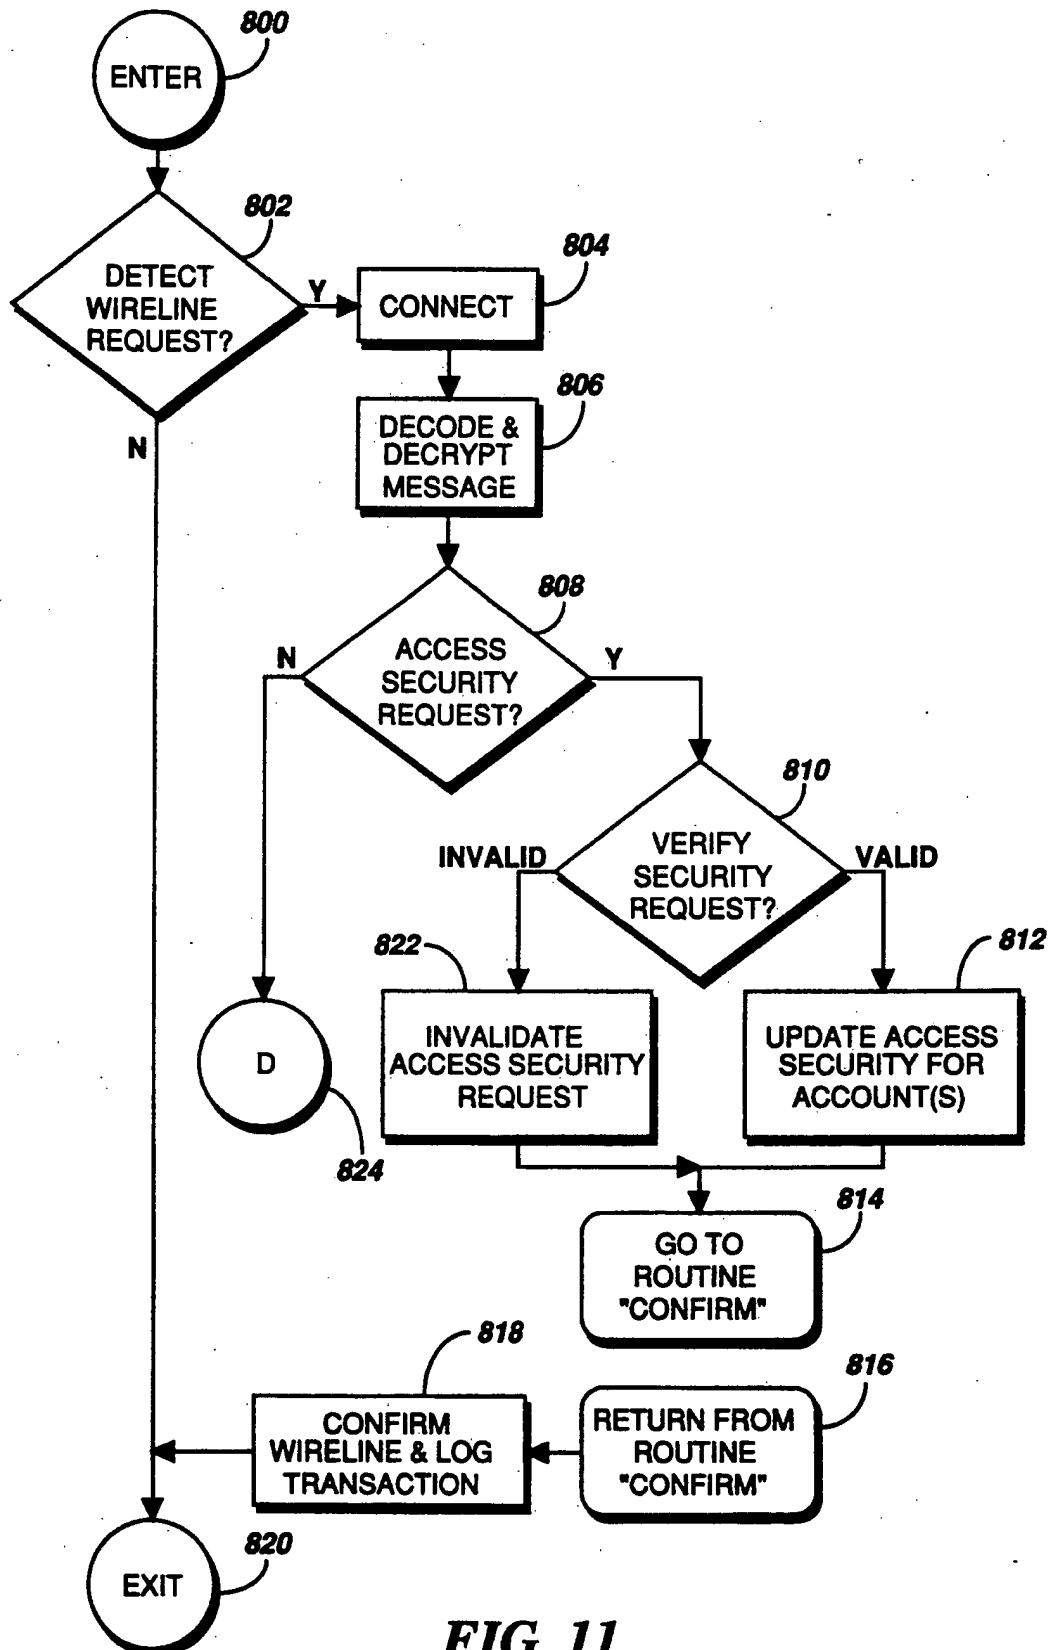 800
ENTER
802
DETECT
WIRELINE
REQUEST?
Y
N
804
CONNECT
806
DECODE &
DECRYPT
MESSAGE
808
ACCESS
SECURITY
REQUEST?
N
Y
810
VERIFY
SECURITY
REQUEST?
INVALID
VALID
822
INVALIDATE
ACCESS SECURITY
REQUEST
812
UPDATE ACCESS
SECURITY FOR
ACCOUNT(S)
D
824
814
GO TO
ROUTINE
"CONFIRM"
816
RETURN FROM
ROUTINE
"CONFIRM"
818
CONFIRM
WIRELINE & LOG
TRANSACTION
820
EXIT
FIG. 11